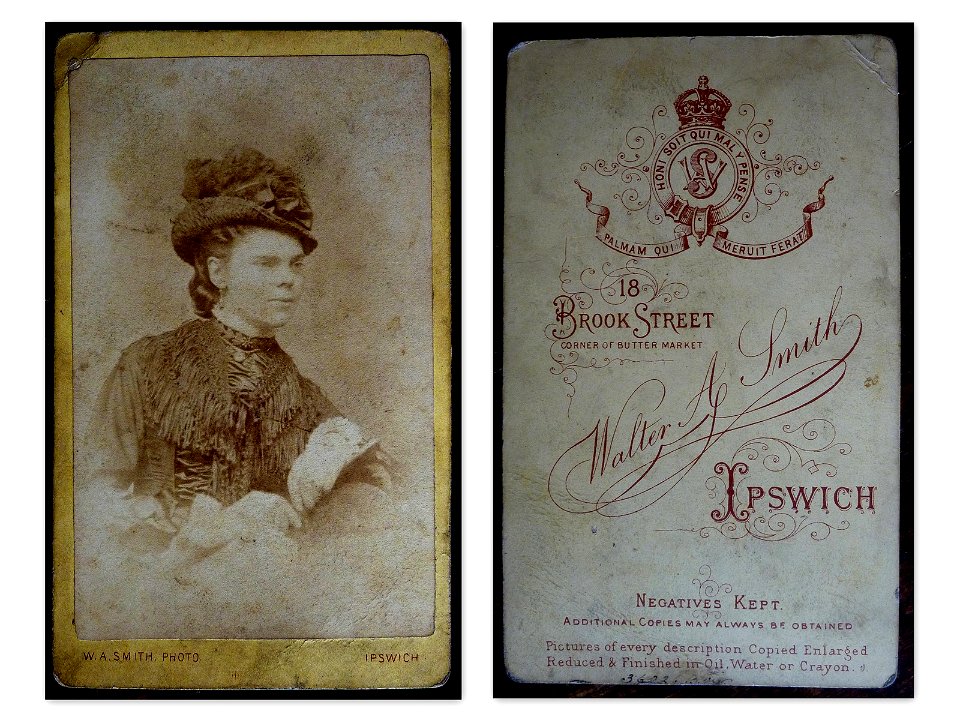 W. A. SMITH. PHOTO.
IPSWICH
HONI SOIT QUI MAL Y PENSE
PALMAM QUI MERUIT FERAT
18
BROOK STREET
CORNER OF BUTTER MARKET
Walter A Smith
IPSWICH
NEGATIVES KEPT.
ADDITIONAL COPIES MAY ALWAYS BE OBTAINED
Pictures of every description Copied Enlarged
Reduced & Finished in Oil, Water or Crayon.